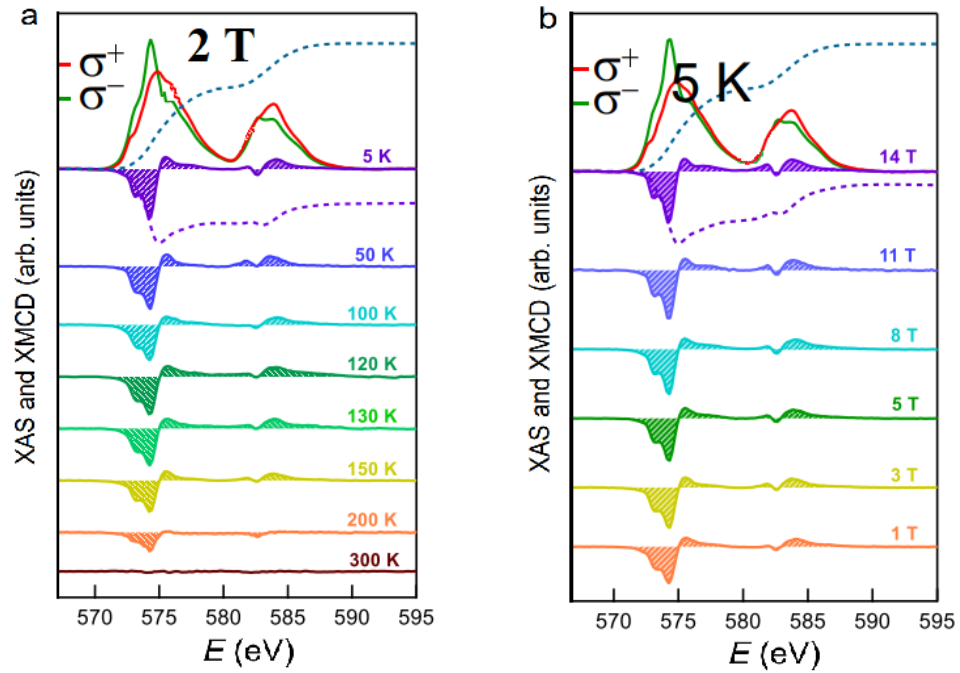 a
2 T
σ+
σ−
5 K
50 K
100 K
120 K
130 K
150 K
200 K
300 K
XAS and XMCD (arb. units)
570 575 580 585 590 595
E (eV)
b
σ+
σ−
5 K
14 T
11 T
8 T
5 T
3 T
1 T
XAS and XMCD (arb. units)
570 575 580 585 590 595
E (eV)